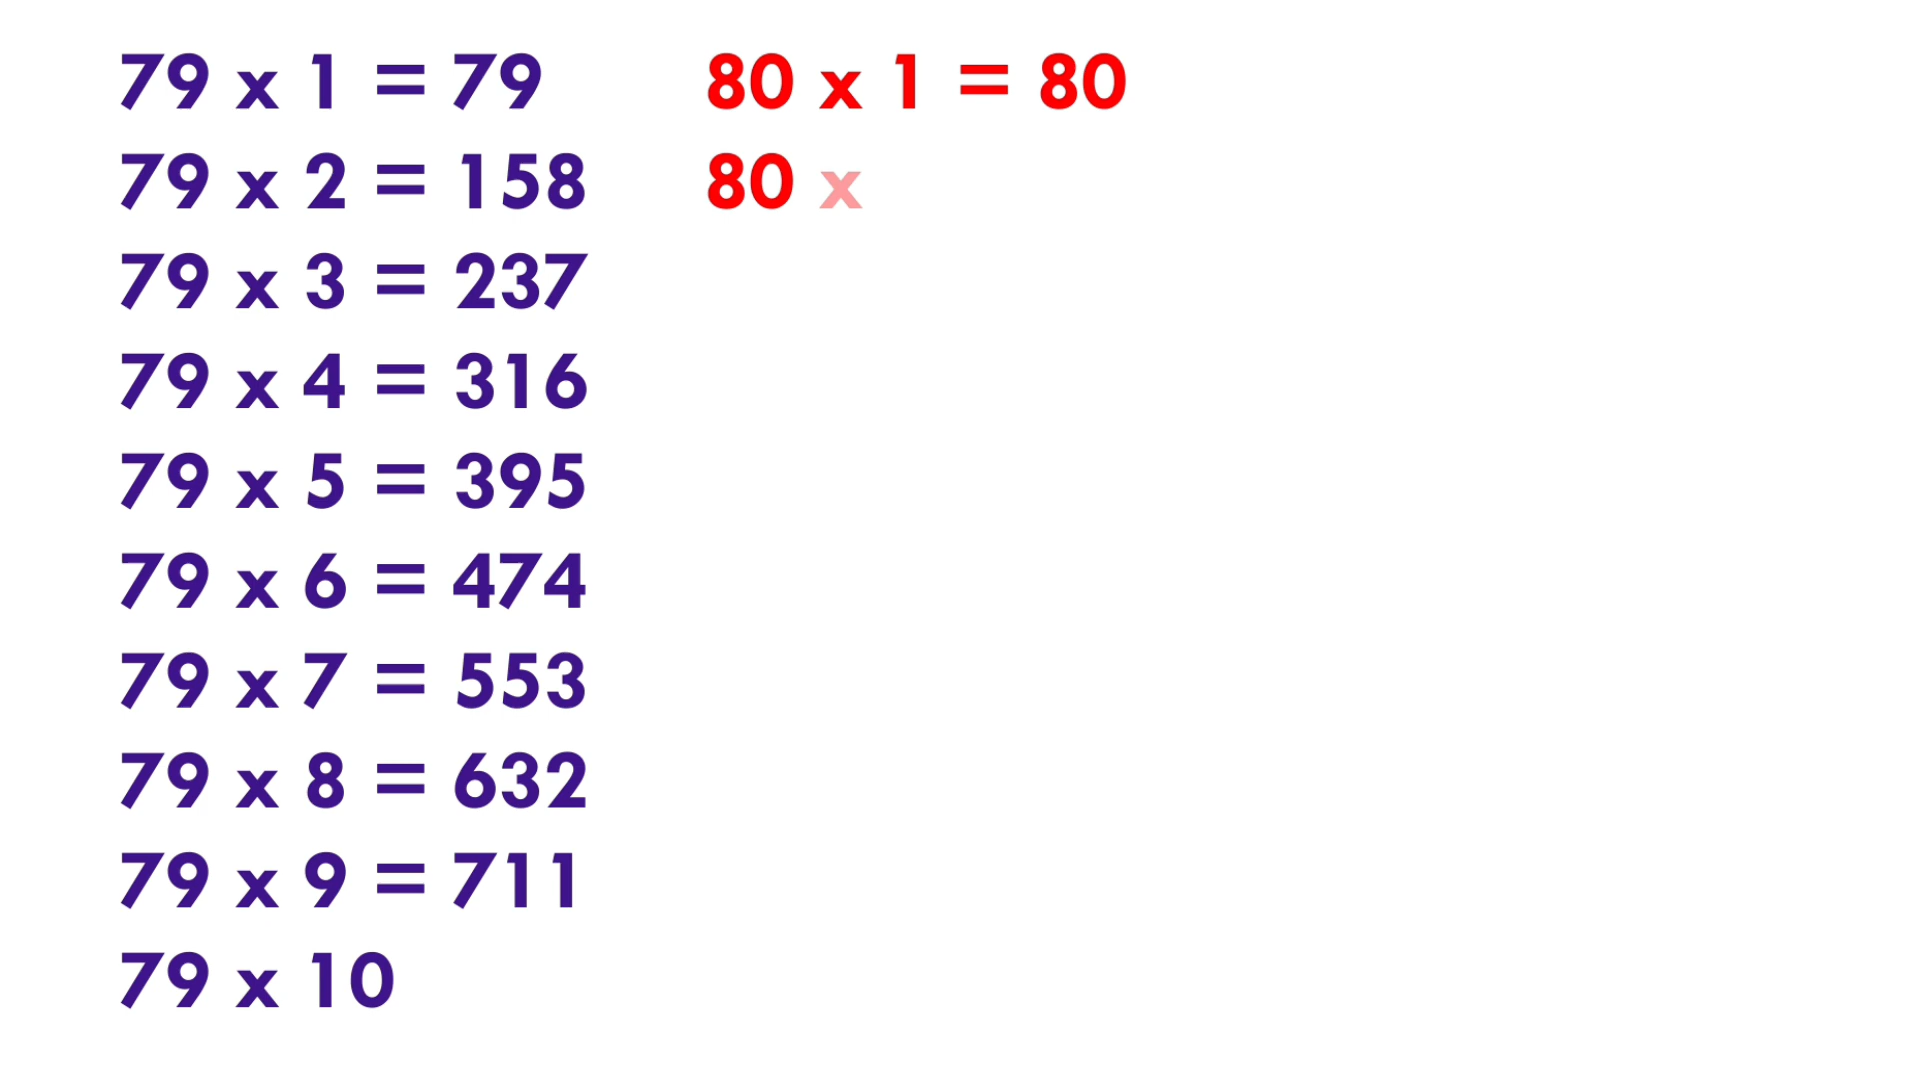 79 x 1 = 79
79 x 2 = 158
79 x 3 = 237
79 x 4 = 316
79 x 5 = 395
79 x 6 = 474
79 x 7 = 553
79 x 8 = 632
79 x 9 = 711
79 x 10
80 x 1 = 80
80 x